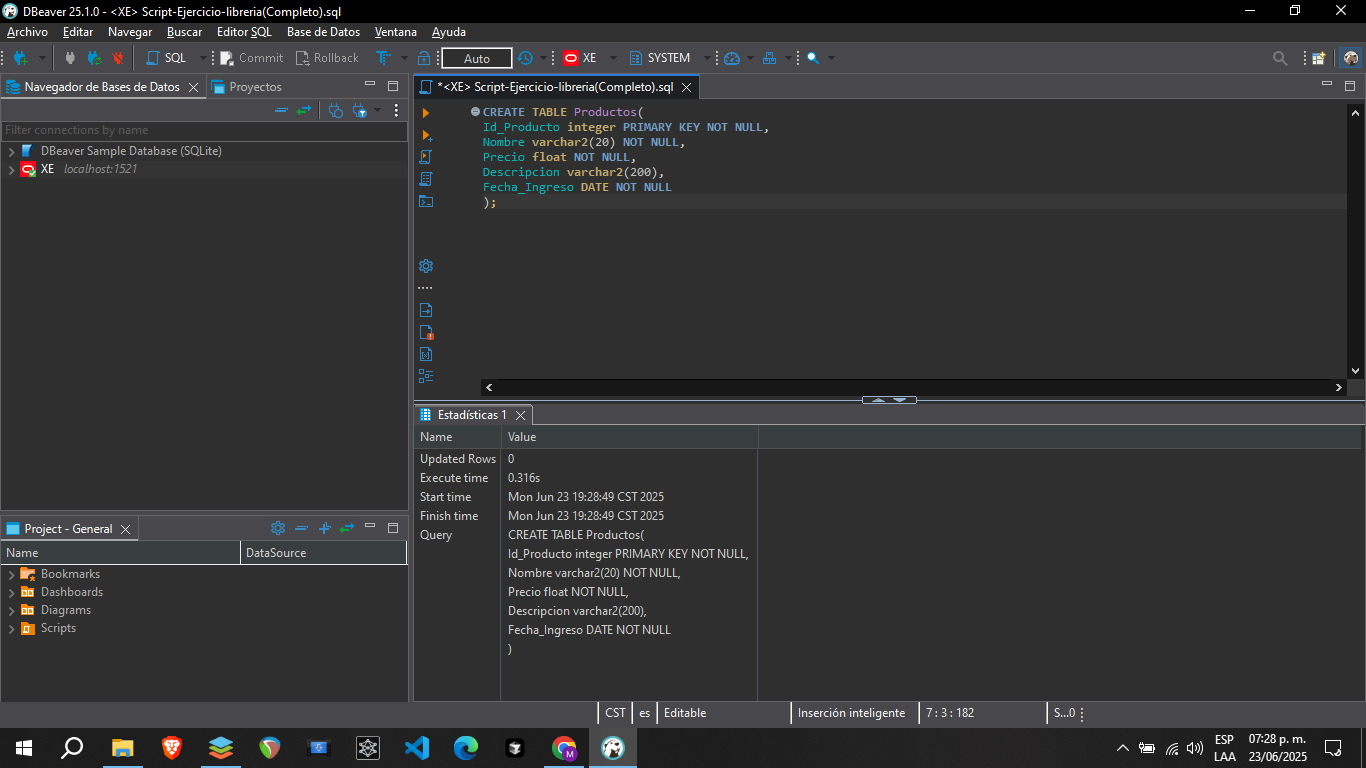 DBeaver 25.1.0 - <XE> Script-Ejercicio-libreria(Completo).sql
Archivo Editar Navegar Buscar Editor SQL Base de Datos Ventana Ayuda
SQL Commit Rollback Auto XE SYSTEM
Navegador de Bases de Datos Proyectos
*<XE> Script-Ejercicio-libreria(Completo).sql
Filter connections by name
DBeaver Sample Database (SQLite)
XE localhost:1521
CREATE TABLE Productos(
Id_Producto integer PRIMARY KEY NOT NULL,
Nombre varchar2(20) NOT NULL,
Precio float NOT NULL,
Descripcion varchar2(200),
Fecha_Ingreso DATE NOT NULL
);
Estadísticas 1
Name Value
Updated Rows 0
Execute time 0.316s
Start time Mon Jun 23 19:28:49 CST 2025
Finish time Mon Jun 23 19:28:49 CST 2025
Query CREATE TABLE Productos(
Id_Producto integer PRIMARY KEY NOT NULL,
Nombre varchar2(20) NOT NULL,
Precio float NOT NULL,
Descripcion varchar2(200),
Fecha_Ingreso DATE NOT NULL
)
Project - General
Name DataSource
Bookmarks
Dashboards
Diagrams
Scripts
CST es Editable Inserción inteligente 7 : 3 : 182 S...0
ESP 07:28 p. m.
LAA 23/06/2025